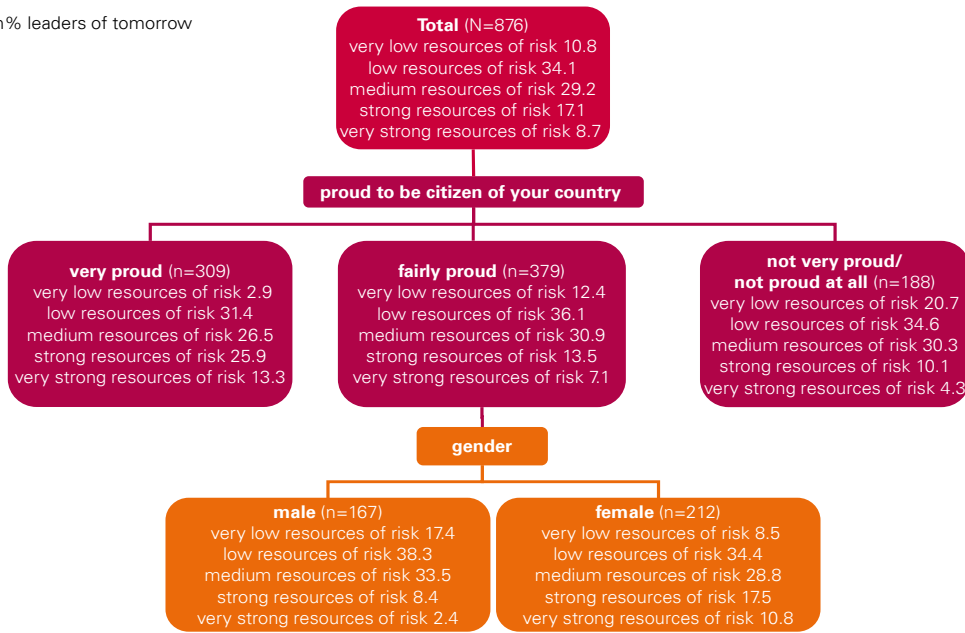 % leaders of tomorrow
Total (N=876)
very low resources of risk 10.8
low resources of risk 34.1
medium resources of risk 29.2
strong resources of risk 17.1
very strong resources of risk 8.7
proud to be citizen of your country
very proud (n=309)
very low resources of risk 2.9
low resources of risk 31.4
medium resources of risk 26.5
strong resources of risk 25.9
very strong resources of risk 13.3
fairly proud (n=379)
very low resources of risk 12.4
low resources of risk 36.1
medium resources of risk 30.9
strong resources of risk 13.5
very strong resources of risk 7.1
not very proud/
not proud at all (n=188)
very low resources of risk 20.7
low resources of risk 34.6
medium resources of risk 30.3
strong resources of risk 10.1
very strong resources of risk 4.3
gender
male (n=167)
very low resources of risk 17.4
low resources of risk 38.3
medium resources of risk 33.5
strong resources of risk 8.4
very strong resources of risk 2.4
female (n=212)
very low resources of risk 8.5
low resources of risk 34.4
medium resources of risk 28.8
strong resources of risk 17.5
very strong resources of risk 10.8